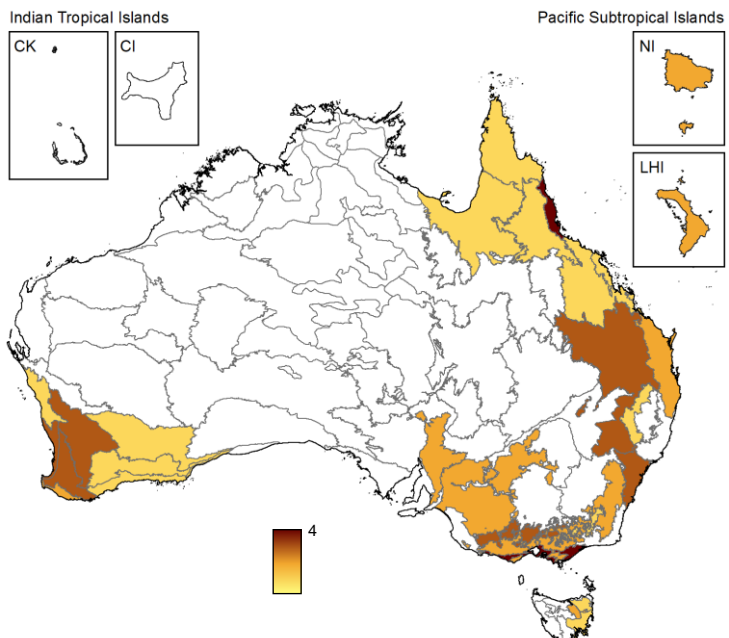 Indian Tropical Islands
Pacific Subtropical Islands
CK
CI
NI
LHI
4